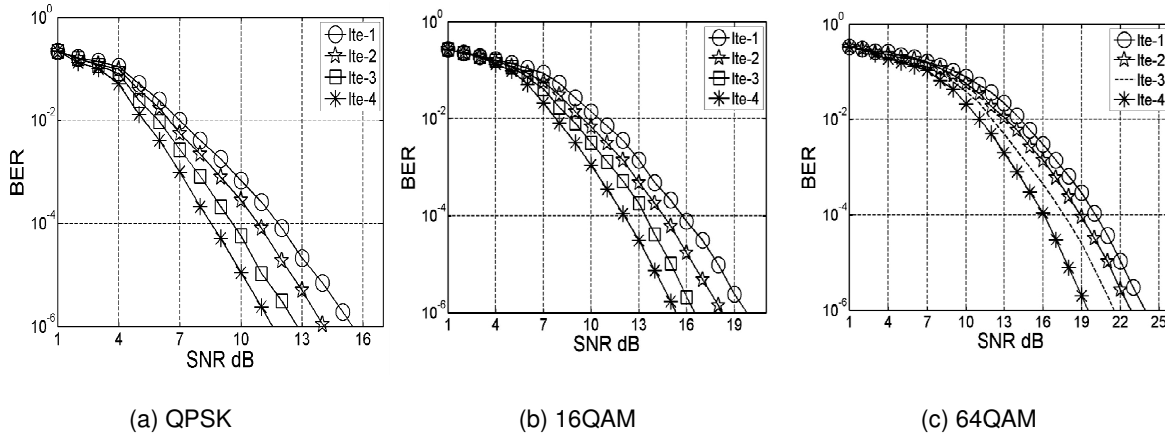 10^0
10^-2
10^-4
10^-6
BER
1 4 7 10 13 16
SNR dB
Ite-1
Ite-2
Ite-3
Ite-4
(a) QPSK
10^0
10^-2
10^-4
10^-6
BER
1 4 7 10 13 16 19
SNR dB
Ite-1
Ite-2
Ite-3
Ite-4
(b) 16QAM
10^0
10^-2
10^-4
10^-6
BER
1 4 7 10 13 16 19 22 25
SNR dB
Ite-1
Ite-2
Ite-3
Ite-4
(c) 64QAM